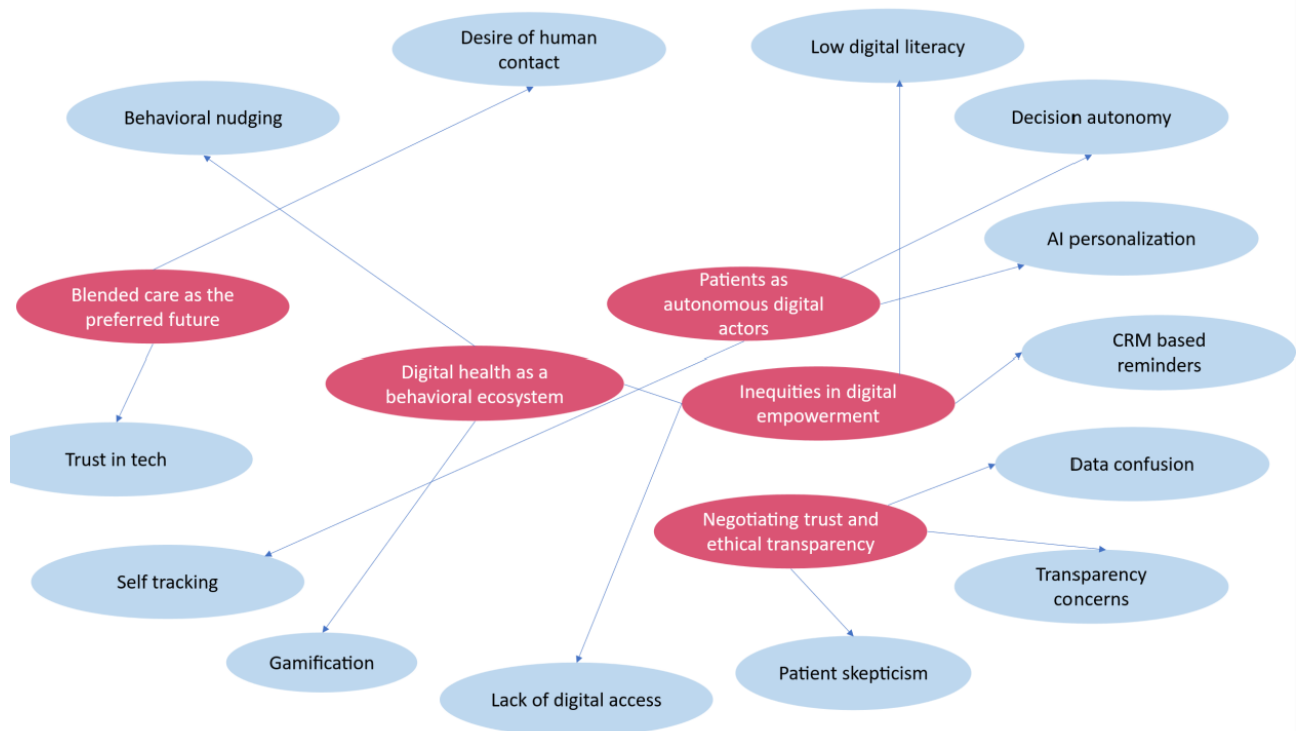 Desire of human
contact
Low digital literacy
Behavioral nudging
Decision autonomy
AI personalization
Blended care as the
preferred future
Patients as
autonomous digital
actors
CRM based
reminders
Digital health as a
behavioral ecosystem
Inequities in digital
empowerment
Trust in tech
Data confusion
Negotiating trust and
ethical transparency
Self tracking
Transparency
concerns
Gamification
Patient skepticism
Lack of digital access